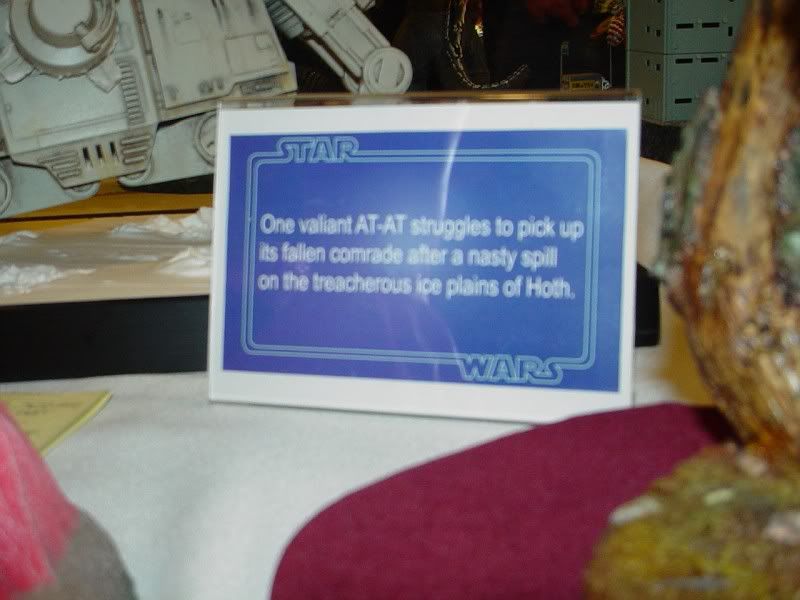 STAR
One valiant AT-AT struggles to pick up
its fallen comrade after a nasty spill
on the treacherous ice plains of Hoth.
WARS